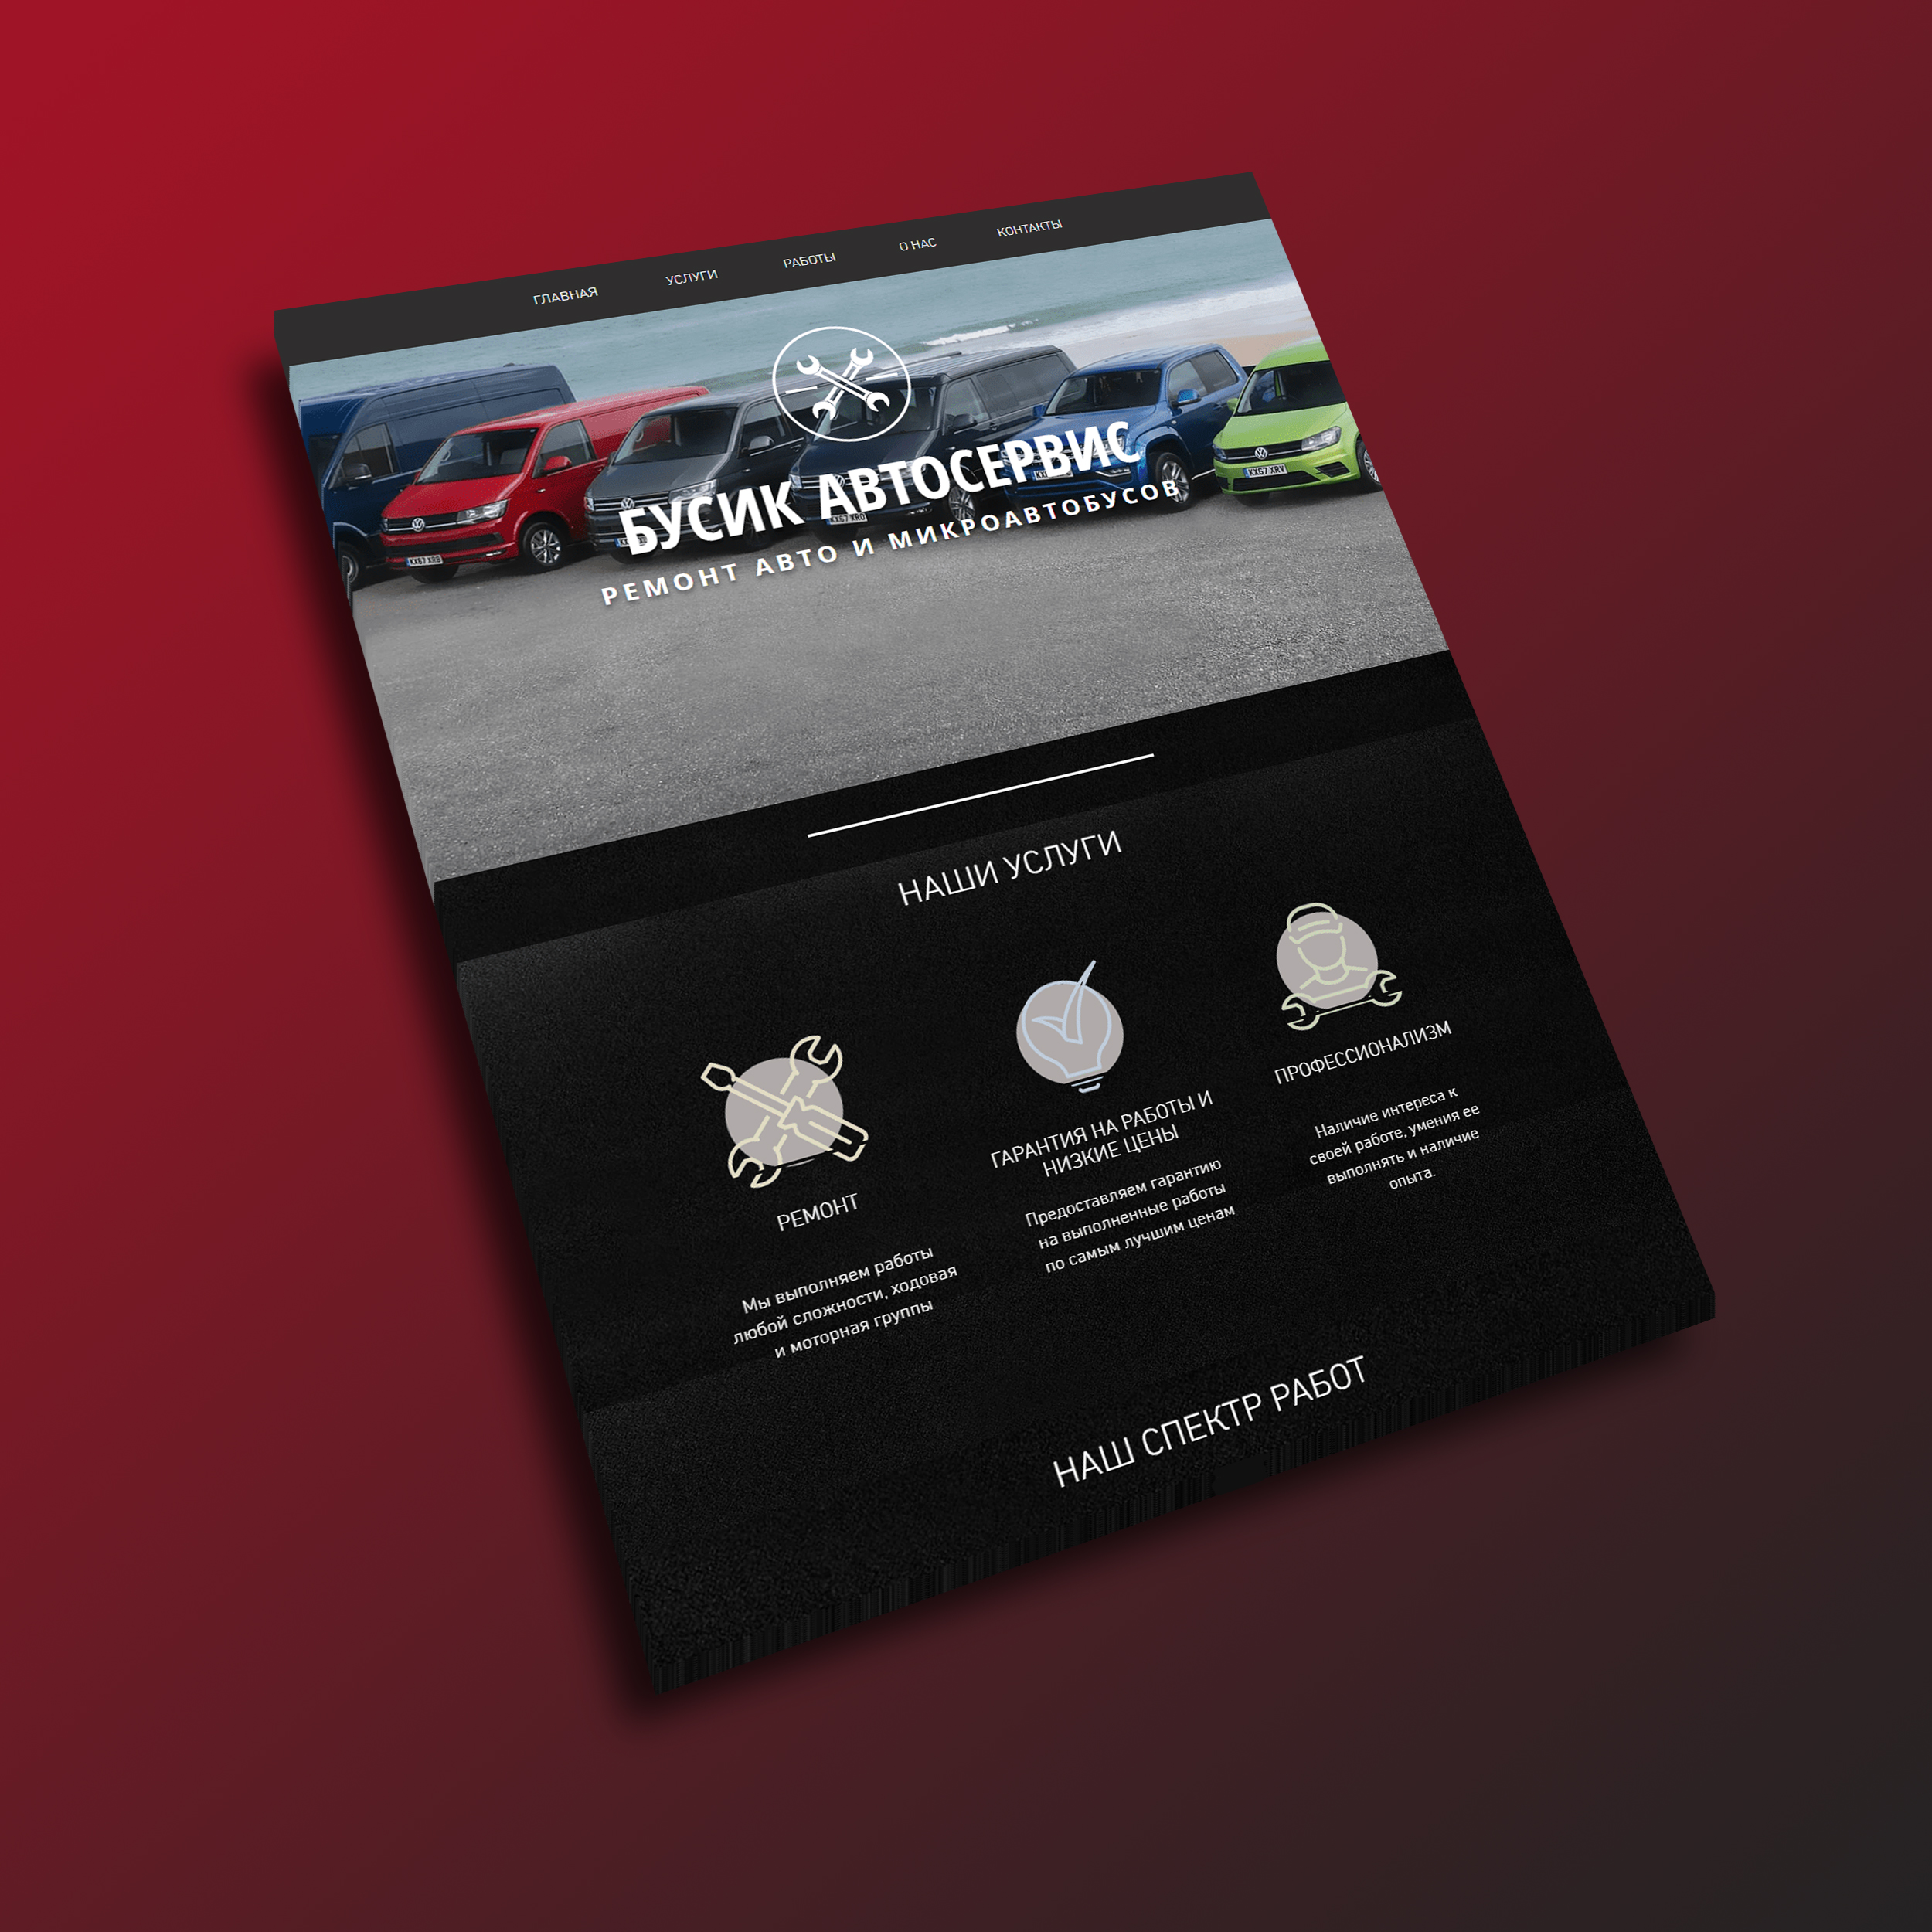 ГЛАВНАЯ
УСЛУГИ
РАБОТЫ
О НАС
КОНТАКТЫ
БУСИК АВТОСЕРВИС
РЕМОНТ АВТО И МИКРОАВТОБУСОВ
KX67 XRB
KX67 XRO
KX67 XRV
НАШИ УСЛУГИ
РЕМОНТ
Мы выполняем работы
любой сложности, ходовая
и моторная группы
ГАРАНТИЯ НА РАБОТЫ И
НИЗКИЕ ЦЕНЫ
Предоставляем гарантию
на выполненные работы
по самым лучшим ценам
ПРОФЕССИОНАЛИЗМ
Наличие интереса к
своей работе, умения ее
выполнять и наличие
опыта.
НАШ СПЕКТР РАБОТ